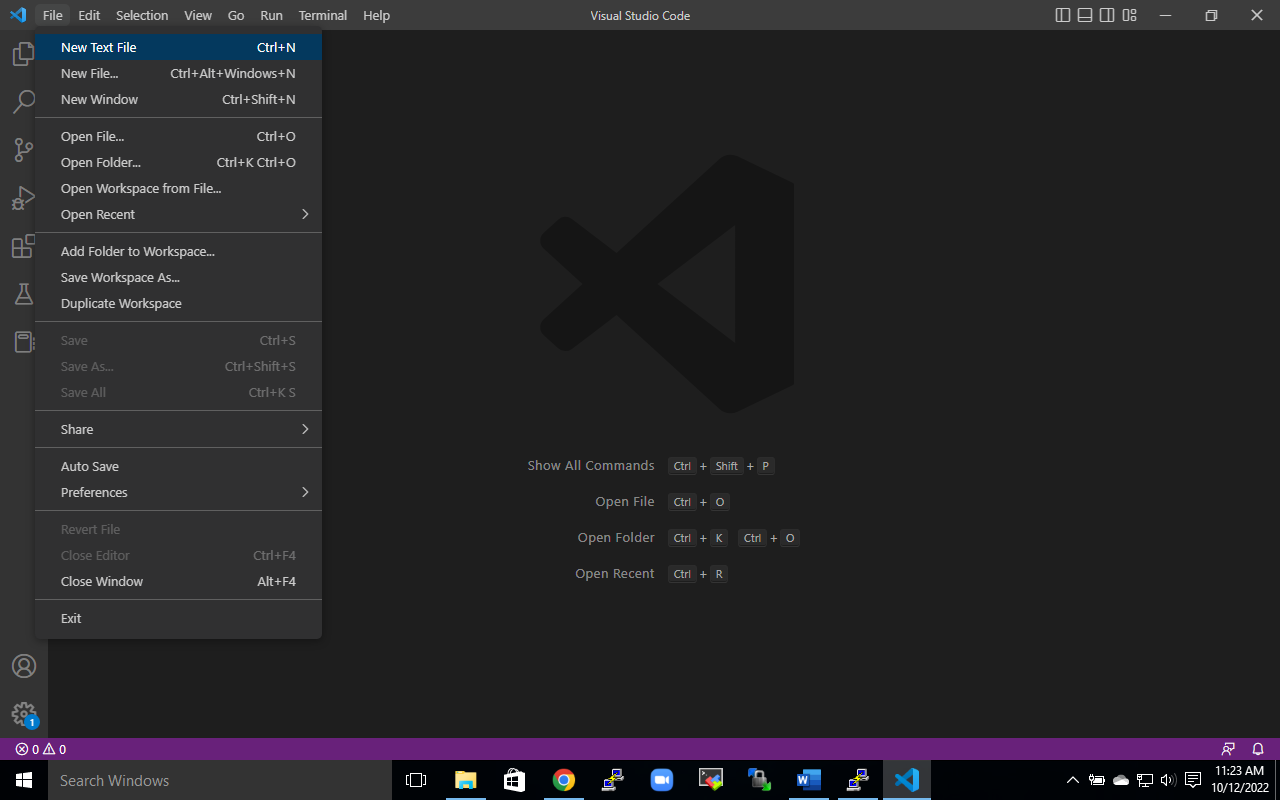 File Edit Selection View Go Run Terminal Help Visual Studio Code
New Text File Ctrl+N
New File... Ctrl+Alt+Windows+N
New Window Ctrl+Shift+N
Open File... Ctrl+O
Open Folder... Ctrl+K Ctrl+O
Open Workspace from File...
Open Recent
Add Folder to Workspace...
Save Workspace As...
Duplicate Workspace
Save Ctrl+S
Save As... Ctrl+Shift+S
Save All Ctrl+K S
Share
Auto Save
Preferences
Revert File
Close Editor Ctrl+F4
Close Window Alt+F4
Exit
Show All Commands Ctrl + Shift + P
Open File Ctrl + O
Open Folder Ctrl + K Ctrl + O
Open Recent Ctrl + R
1
0 0
Search Windows
11:23 AM
10/12/2022